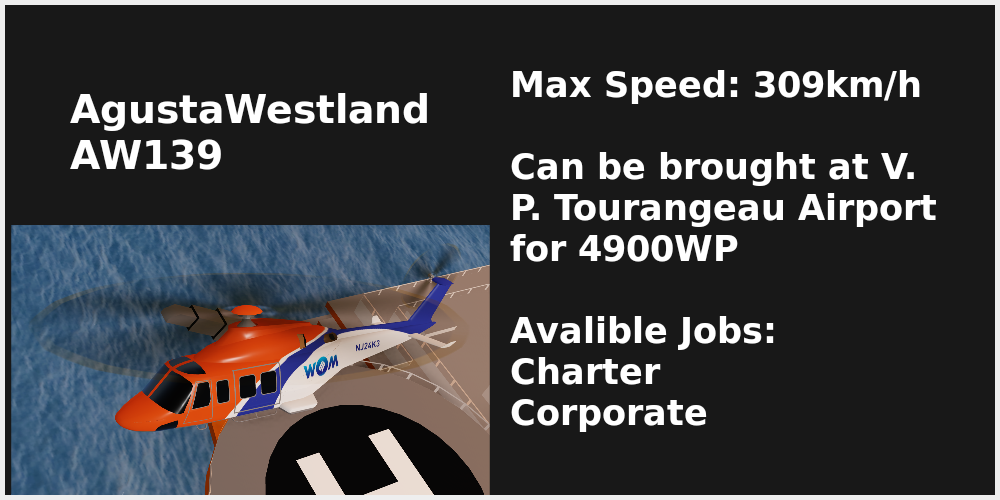 AgustaWestland
AW139
Max Speed: 309km/h
Can be brought at V.
P. Tourangeau Airport
for 4900WP
Avalible Jobs:
Charter
Corporate
NJ24K3
WOM
H